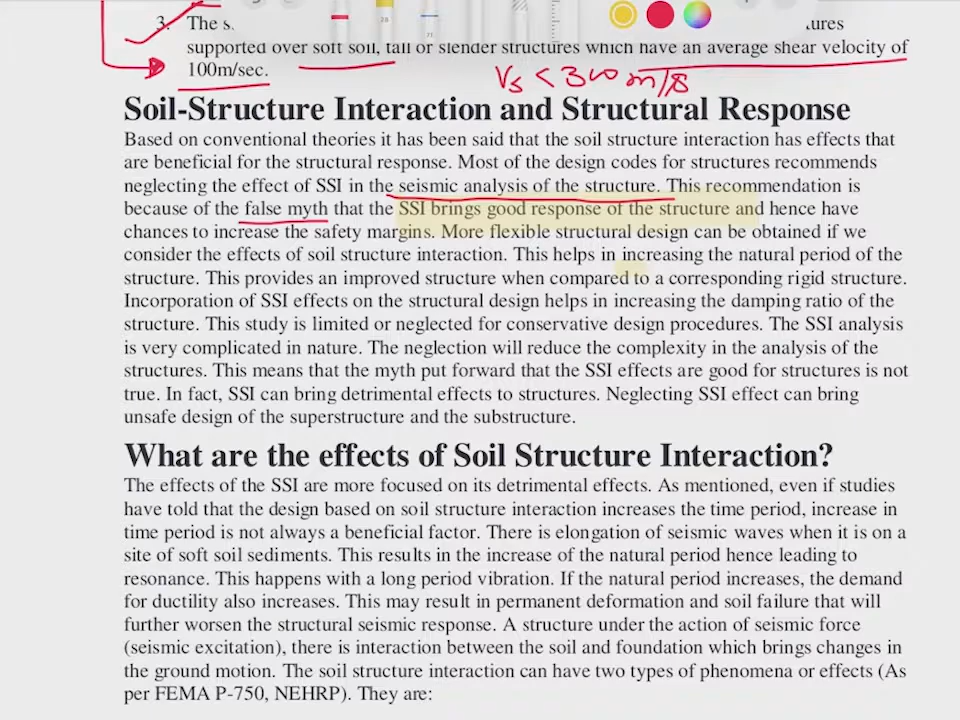 3. The s tures
supported over soft soil, tall or slender structures which have an average shear velocity of
100m/sec.
Vs < 300 m/s
Soil-Structure Interaction and Structural Response
Based on conventional theories it has been said that the soil structure interaction has effects that
are beneficial for the structural response. Most of the design codes for structures recommends
neglecting the effect of SSI in the seismic analysis of the structure. This recommendation is
because of the false myth that the SSI brings good response of the structure and hence have
chances to increase the safety margins. More flexible structural design can be obtained if we
consider the effects of soil structure interaction. This helps in increasing the natural period of the
structure. This provides an improved structure when compared to a corresponding rigid structure.
Incorporation of SSI effects on the structural design helps in increasing the damping ratio of the
structure. This study is limited or neglected for conservative design procedures. The SSI analysis
is very complicated in nature. The neglection will reduce the complexity in the analysis of the
structures. This means that the myth put forward that the SSI effects are good for structures is not
true. In fact, SSI can bring detrimental effects to structures. Neglecting SSI effect can bring
unsafe design of the superstructure and the substructure.
What are the effects of Soil Structure Interaction?
The effects of the SSI are more focused on its detrimental effects. As mentioned, even if studies
have told that the design based on soil structure interaction increases the time period, increase in
time period is not always a beneficial factor. There is elongation of seismic waves when it is on a
site of soft soil sediments. This results in the increase of the natural period hence leading to
resonance. This happens with a long period vibration. If the natural period increases, the demand
for ductility also increases. This may result in permanent deformation and soil failure that will
further worsen the structural seismic response. A structure under the action of seismic force
(seismic excitation), there is interaction between the soil and foundation which brings changes in
the ground motion. The soil structure interaction can have two types of phenomena or effects (As
per FEMA P-750, NEHRP). They are: